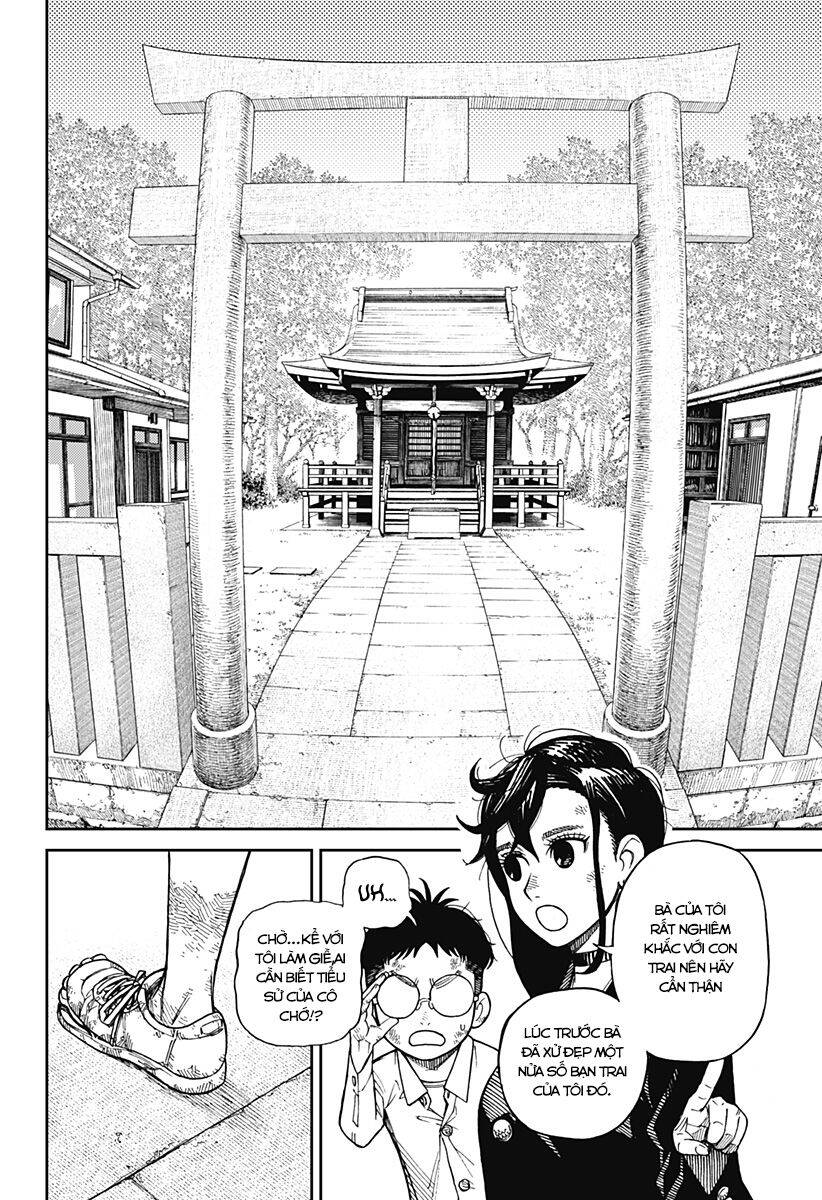 BÀ CỦA TÔI
RẤT NGHIÊM
KHẮC VỚI CON
TRAI NÊN HÃY
CẨN THẬN
LÚC TRƯỚC BÀ
ĐÃ XỬ ĐẸP MỘT
NỬA SỐ BẠN TRAI
CỦA TÔI ĐÓ.
UH...
CHỜ...KỂ VỚI
TÔI LÀM GIỀ,AI
CẦN BIẾT TIỂU
SỬ CỦA CÔ
CHỚ!?